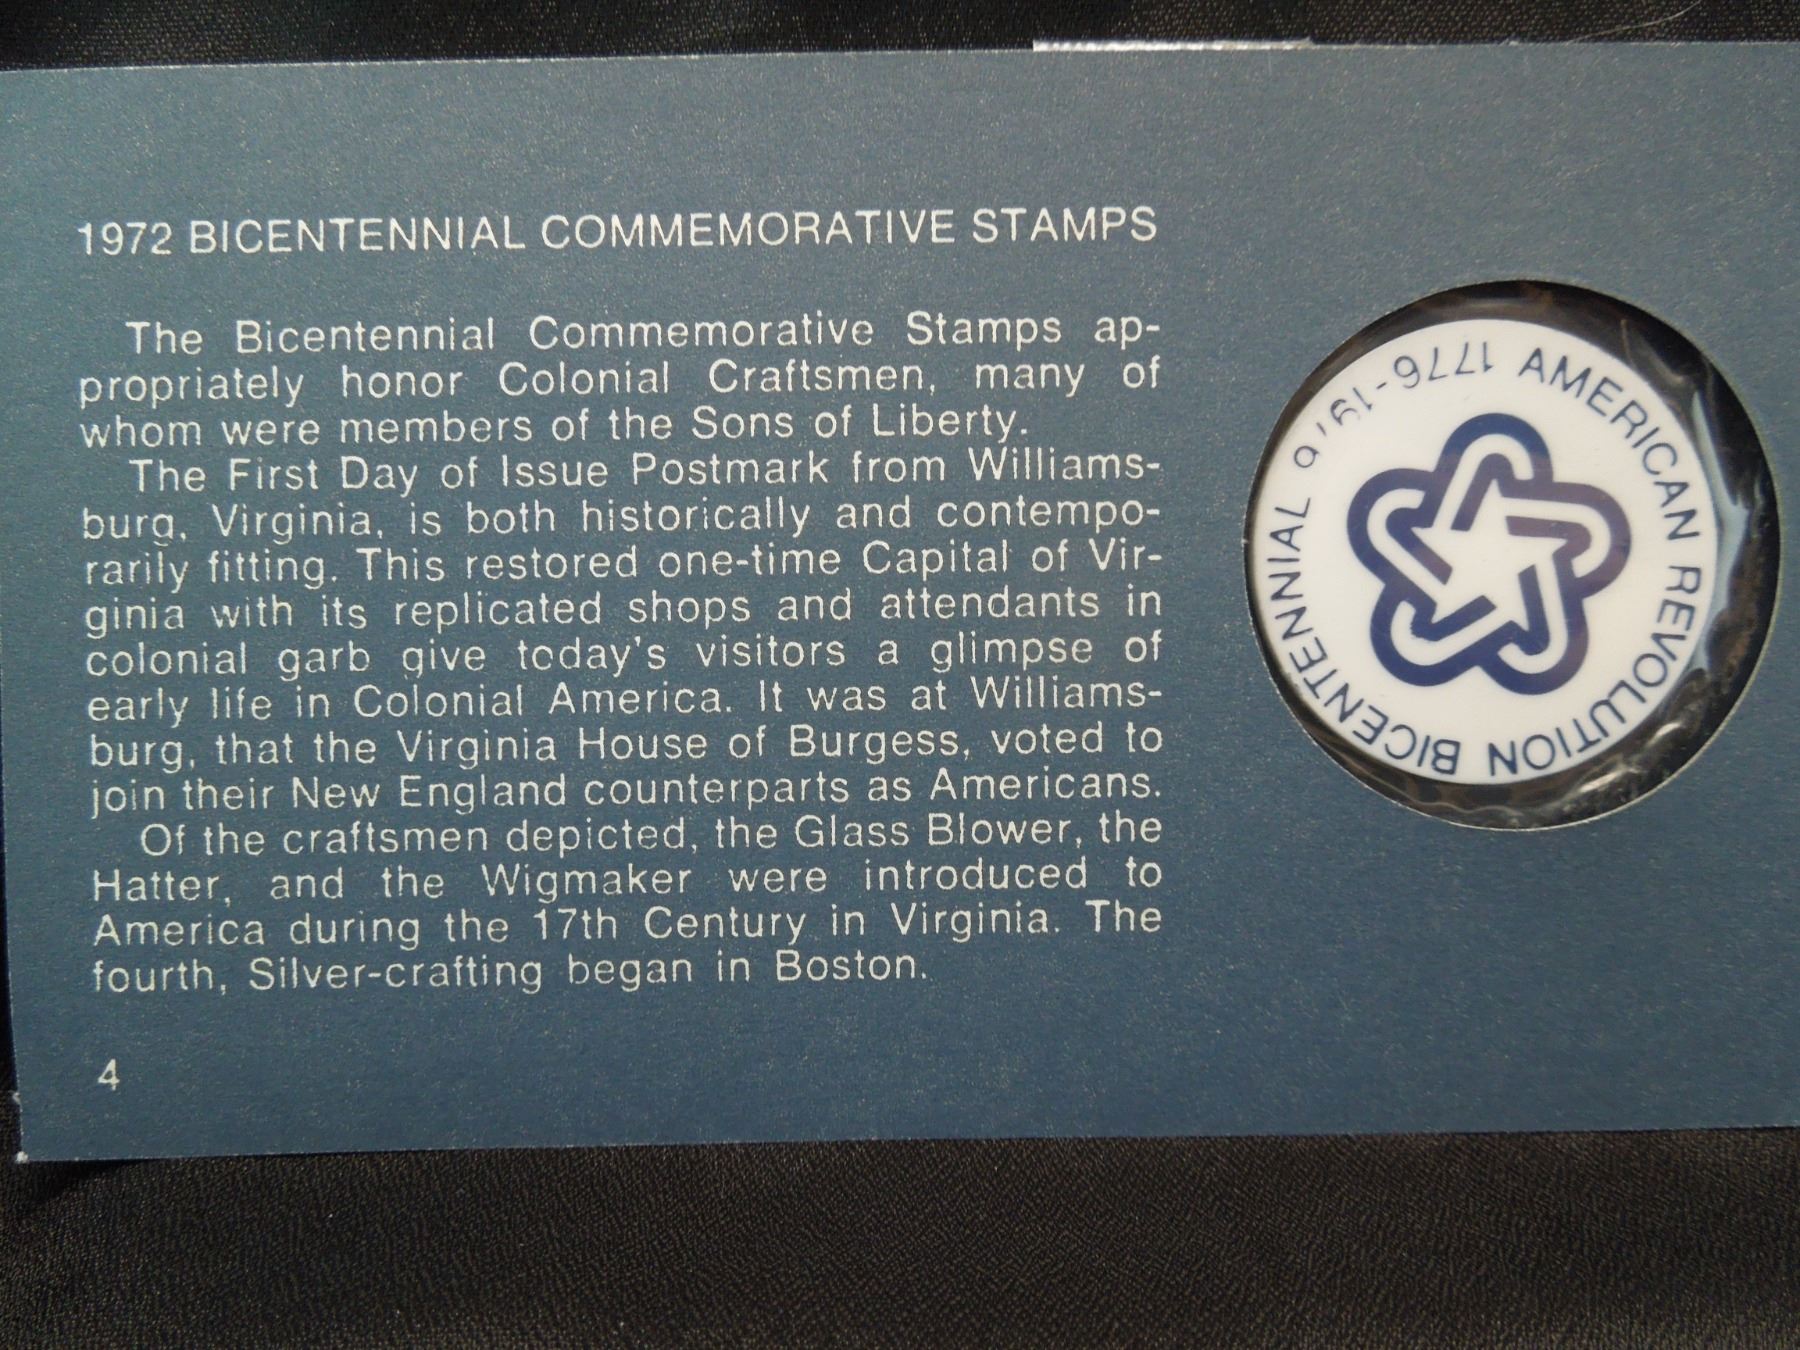 1972 BICENTENNIAL COMMEMORATIVE STAMPS
The Bicentennial Commemorative Stamps ap-
propriately honor Colonial Craftsmen, many of
whom were members of the Sons of Liberty.
The First Day of Issue Postmark from Williams-
burg, Virginia, is both historically and contempo-
rarily fitting. This restored one-time Capital of Vir-
ginia with its replicated shops and attendants in
colonial garb give today's visitors a glimpse of
early life in Colonial America. It was at Williams-
burg, that the Virginia House of Burgess, voted to
join their New England counterparts as Americans.
Of the craftsmen depicted, the Glass Blower, the
Hatter, and the Wigmaker were introduced to
America during the 17th Century in Virginia. The
fourth, Silver-crafting began in Boston.
4
AMERICAN REVOLUTION BICENTENNIAL 1776-1976